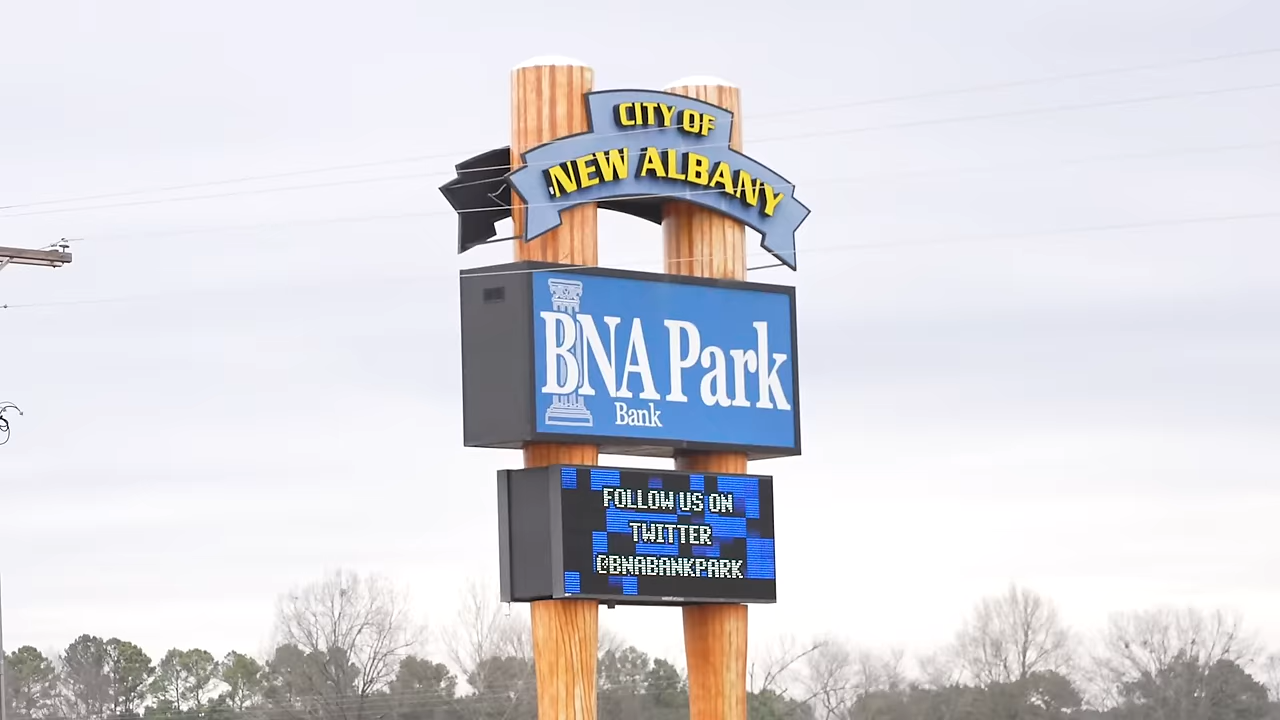 CITY OF
NEW ALBANY
BNA Park
Bank
FOLLOW US ON
TWITTER
@BNABANKPARK